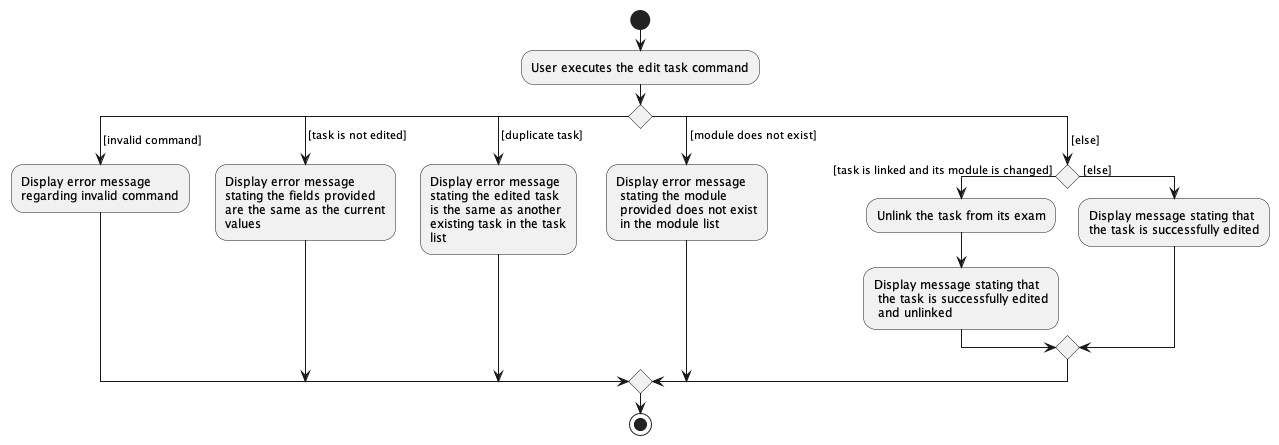 User executes the edit task command
[invalid command]
[task is not edited]
[duplicate task]
[module does not exist]
[else]
Display error message
regarding invalid command
Display error message
stating the fields provided
are the same as the current
values
Display error message
stating the edited task
is the same as another
existing task in the task
list
Display error message
stating the module
provided does not exist
in the module list
[task is linked and its module is changed]
[else]
Unlink the task from its exam
Display message stating that
the task is successfully edited
and unlinked
Display message stating that
the task is successfully edited